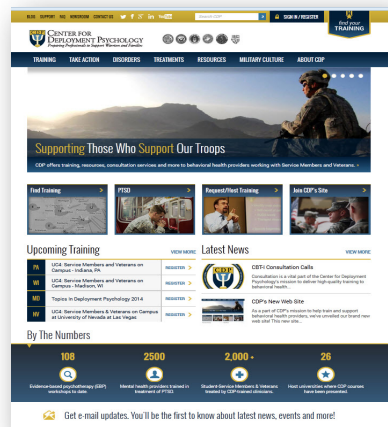 BLOG SUPPORT FAQ NEWSROOM CONTACT US
Search CDP
SIGN IN / REGISTER
find your
TRAINING
CDP
CENTER FOR
DEPLOYMENT PSYCHOLOGY
Preparing Professionals to Support Warriors and Families
TRAINING TAKE ACTION DISORDERS TREATMENTS RESOURCES MILITARY CULTURE ABOUT CDP
Supporting Those Who Support Our Troops
CDP offers training, resources, consultation services and more to behavioral health providers working with Service Members and Veterans. »
Find Training >
PTSD >
Request/Host Training >
Join CDP's Site >
Upcoming Training
VIEW MORE
PA UC4: Service Members and Veterans on Campus - Indiana, PA REGISTER >
WI UC4: Service Members and Veterans on Campus - Madison, WI REGISTER >
MD Topics in Deployment Psychology 2014 REGISTER >
NV UC4: Service Members & Veterans on Campus at University of Nevada at Las Vegas REGISTER >
Latest News
VIEW MORE
CDP
CBT-I Consultation Calls
Consultation is a vital part of the Center for Deployment
Psychology's mission to deliver high-quality training to
behavioral health...
CDP's New Web Site
As a part of CDP's mission to help train and support
behavioral health providers, we've unveiled our brand new
web site! This new site...
By The Numbers
108
Evidence-based psychotherapy (EBP)
workshops to date.
2500
Mental health providers trained in
treatment of PTSD.
2,000 +
Student-Service Members & Veterans
treated by CDP-trained clinicians.
26
Host universities where CDP courses
have been presented.
Get e-mail updates. You'll be the first to know about latest news, events and more!